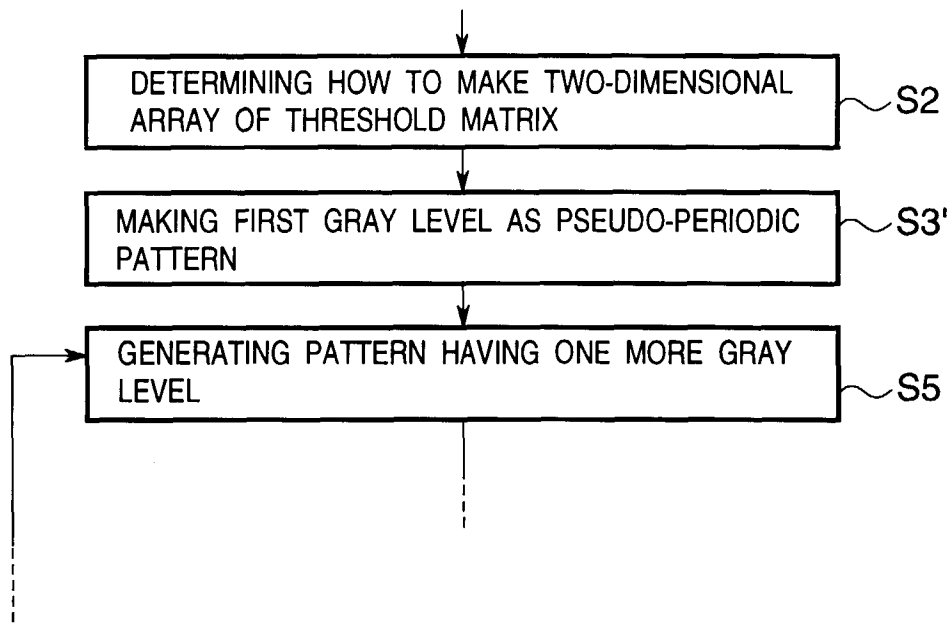 DETERMINING HOW TO MAKE TWO-DIMENSIONAL
ARRAY OF THRESHOLD MATRIX
S2
MAKING FIRST GRAY LEVEL AS PSEUDO-PERIODIC
PATTERN
S3'
GENERATING PATTERN HAVING ONE MORE GRAY
LEVEL
S5